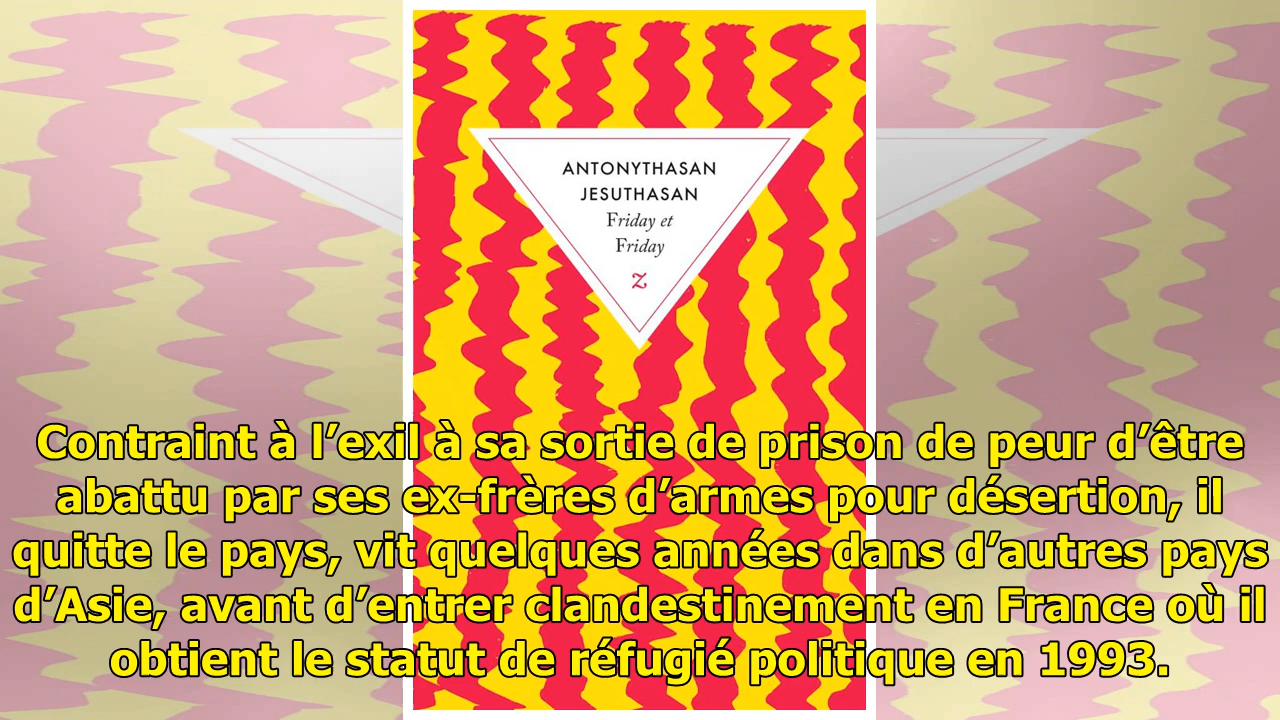 ANTONYTHASAN
JESUTHASAN
Friday et
Friday
Z
Contraint à l’exil à sa sortie de prison de peur d’être
abattu par ses ex-frères d’armes pour désertion, il
quitte le pays, vit quelques années dans d’autres pays
d’Asie, avant d’entrer clandestinement en France où il
obtient le statut de réfugié politique en 1993.